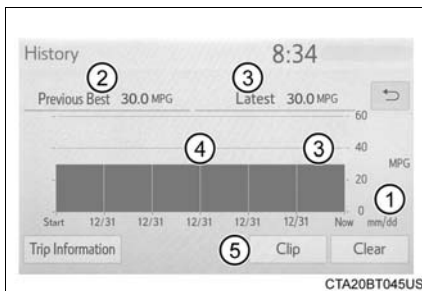 History 8:34
② ③
Previous Best 30.0 MPG Latest 30.0 MPG
60
④ ③ 40
MPG
20
①
0
Start 12/31 12/31 12/31 12/31 12/31 Now mm/dd
Trip Information ⑤ Clip Clear
CTA20BT045US